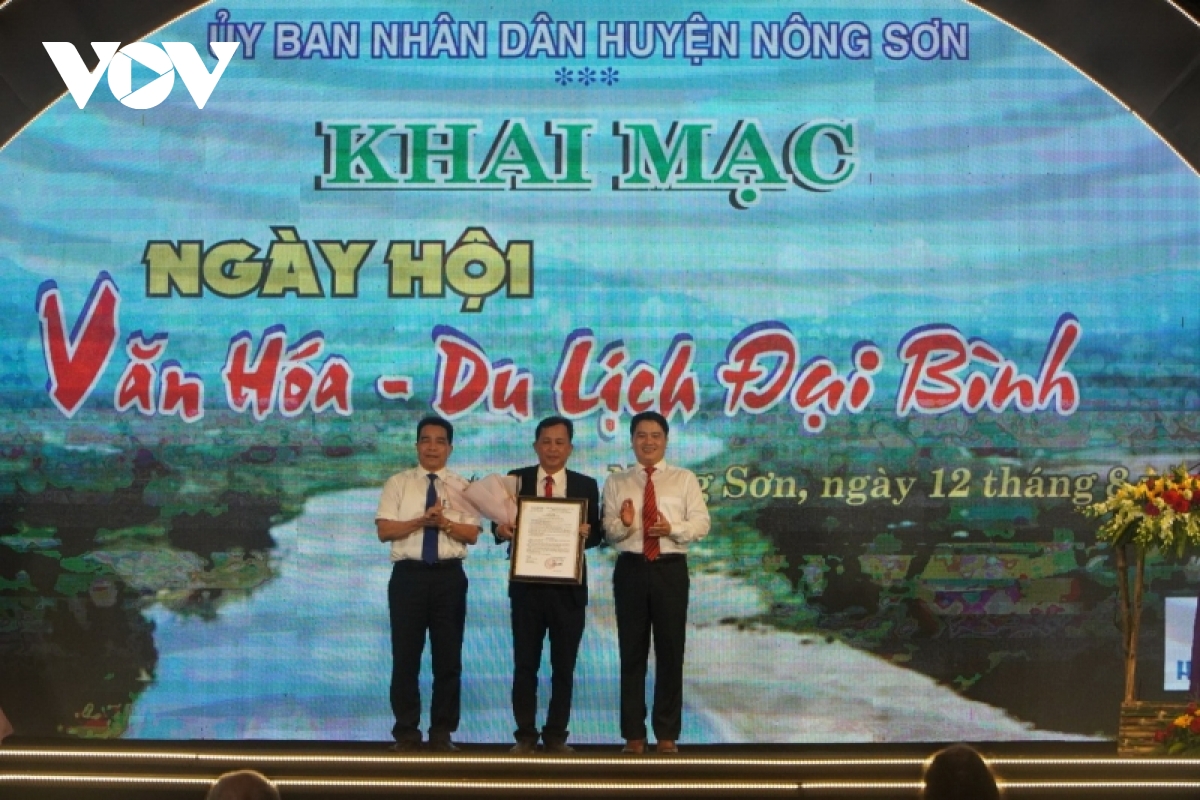 VOV
ỦY BAN NHÂN DÂN HUYỆN NÔNG SƠN
***
KHAI MẠC
NGÀY HỘI
Văn Hóa - Du Lịch Đại Bình
Sơn, ngày 12 tháng 8